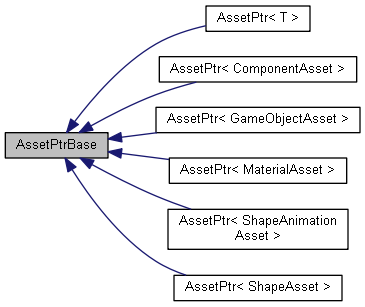 AssetPtr< T >
AssetPtr< ComponentAsset >
AssetPtr< GameObjectAsset >
AssetPtrBase
AssetPtr< MaterialAsset >
AssetPtr< ShapeAnimation
Asset >
AssetPtr< ShapeAsset >